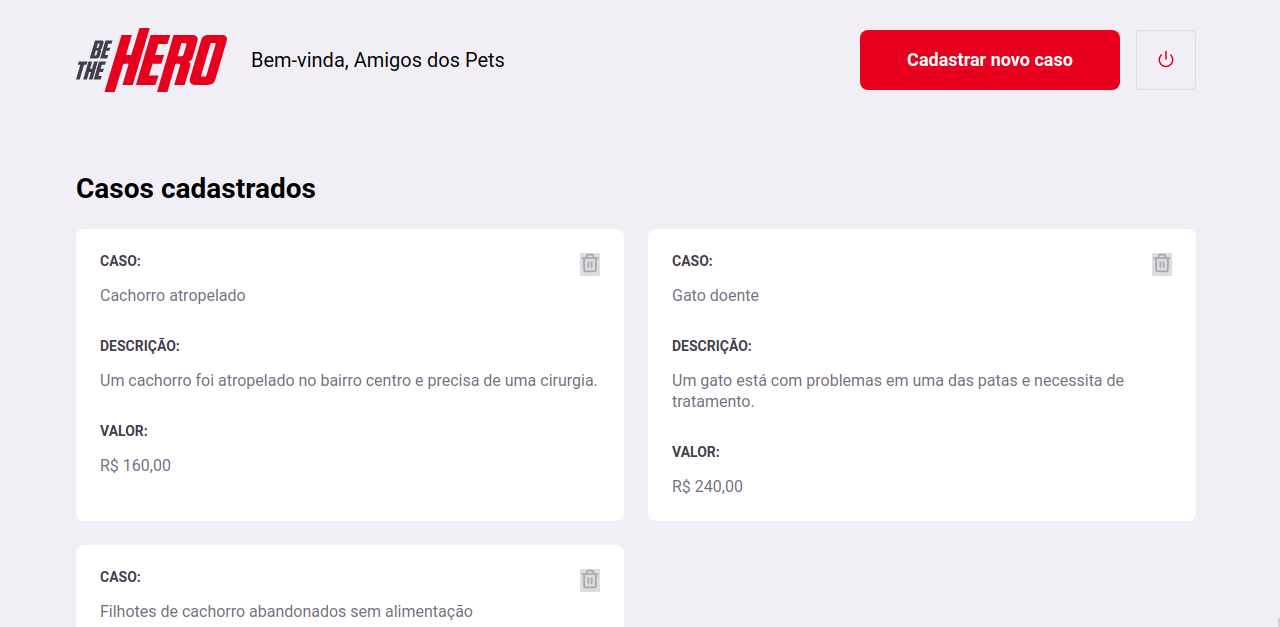 BE
THE HERO
Bem-vinda, Amigos dos Pets
Cadastrar novo caso
Casos cadastrados
CASO:
Cachorro atropelado
DESCRIÇÃO:
Um cachorro foi atropelado no bairro centro e precisa de uma cirurgia.
VALOR:
R$ 160,00
CASO:
Gato doente
DESCRIÇÃO:
Um gato está com problemas em uma das patas e necessita de
tratamento.
VALOR:
R$ 240,00
CASO:
Filhotes de cachorro abandonados sem alimentação